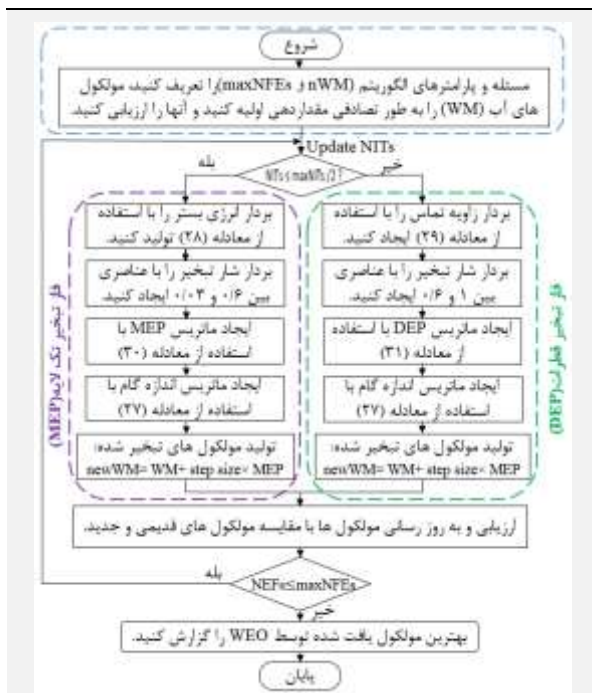 شروع
مسئله و پارامترهای الگوریتم (nWM و maxNFEs)را تعریف کنید، مولکول
های آب (WM) را به طور تصادفی مقداردهی اولیه کنید و آنها را ارزیابی کنید.
Update NITs
بله
NITs≤maxNITs/2?
خیر
بردار انرژی بستر را با استفاده
از معادله (۲۸) تولید کنید.
بردار شار تبخیر را با عناصری
بین ۰/۶ و ۰/۰۳ ایجاد کنید.
ایجاد ماتریس MEP با
استفاده از معادله (۳۰)
ایجاد ماتریس اندازه گام با
استفاده از معادله (۲۷)
تولید مولکول های تبخیر شده:
newWM= WM+ step size× MEP
فاز تبخیر تک لایه(MEP)
بردار زاویه تماس را با استفاده
از معادله (۲۹) ایجاد کنید.
بردار شار تبخیر را با عناصری
بین ۱ و ۰/۶ ایجاد کنید.
ایجاد ماتریس DEP با استفاده
از معادله (۳۱)
ایجاد ماتریس اندازه گام با
استفاده از معادله (۲۷)
تولید مولکول های تبخیر شده:
newWM= WM+ step size× MEP
فاز تبخیر قطرات(DEP)
ارزیابی و به روز رسانی مولکول ها با مقایسه مولکول های قدیمی و جدید.
بله
NEFs≤maxNFEs
خیر
بهترین مولکول یافت شده توسط WEO را گزارش کنید.
پایان